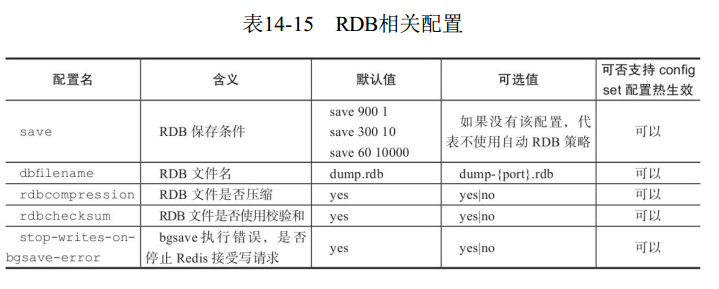 表14-15 RDB相关配置
配置名 含义 默认值 可选值 可否支持 config
set 配置热生效
save RDB 保存条件 save 900 1
save 300 10
save 60 10000 如果没有该配置，代
表不使用自动 RDB 策略 可以
dbfilename RDB 文件名 dump.rdb dump-{port}.rdb 可以
rdbcompression RDB 文件是否压缩 yes yes|no 可以
rdbchecksum RDB 文件是否使用校验和 yes yes|no 可以
stop-writes-on-
bgsave-error bgsave 执行错误，是否
停止 Redis 接受写请求 yes yes|no 可以